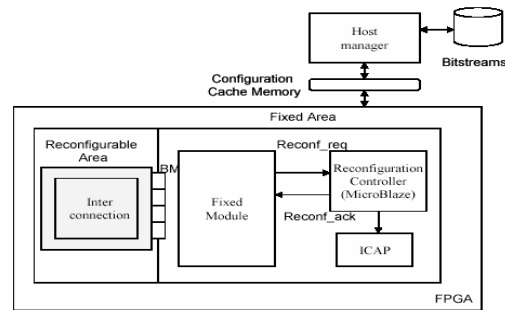 Host
manager
Bitstreams
Configuration
Cache Memory
Fixed Area
Reconfigurable
Area
BM
Reconf_req
Inter
connection
Fixed
Module
Reconfiguration
Controller
(MicroBlaze)
Reconf_ack
ICAP
FPGA